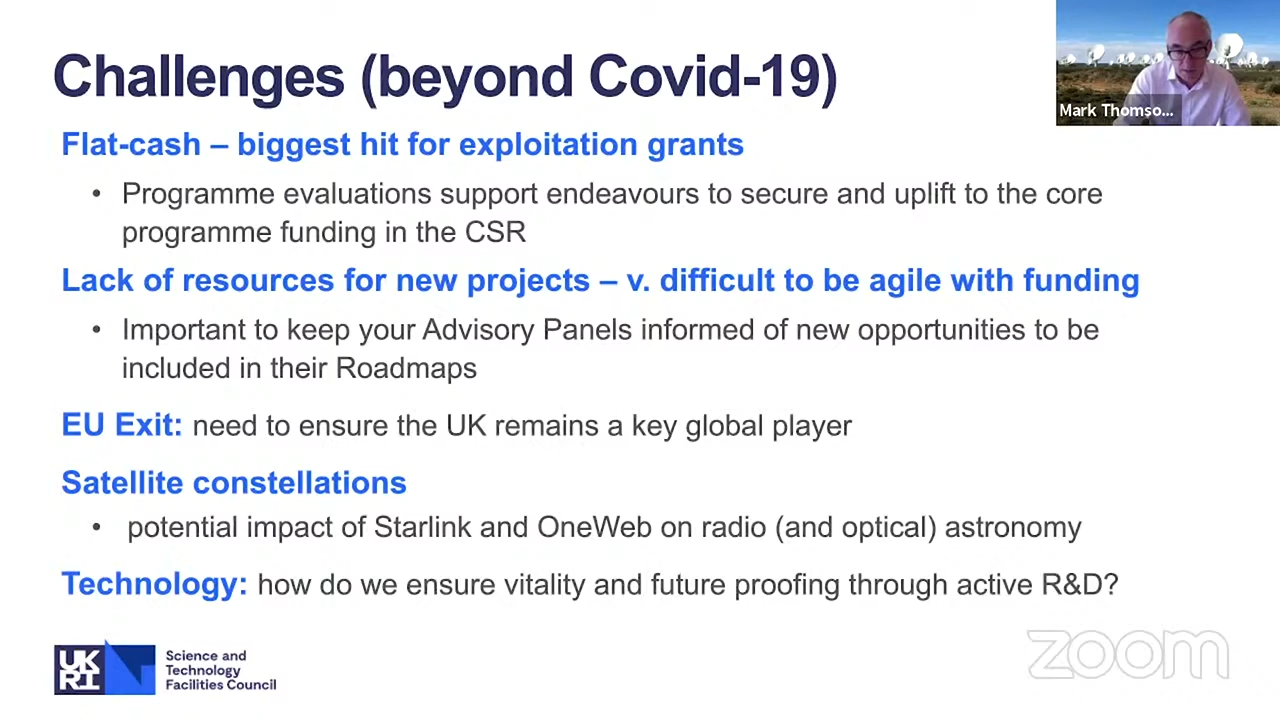 Challenges (beyond Covid-19)
Mark Thomso...
Flat-cash – biggest hit for exploitation grants
• Programme evaluations support endeavours to secure and uplift to the core
programme funding in the CSR
Lack of resources for new projects – v. difficult to be agile with funding
• Important to keep your Advisory Panels informed of new opportunities to be
included in their Roadmaps
EU Exit: need to ensure the UK remains a key global player
Satellite constellations
• potential impact of Starlink and OneWeb on radio (and optical) astronomy
Technology: how do we ensure vitality and future proofing through active R&D?
UK
RI
Science and
Technology
Facilities Council
zoom